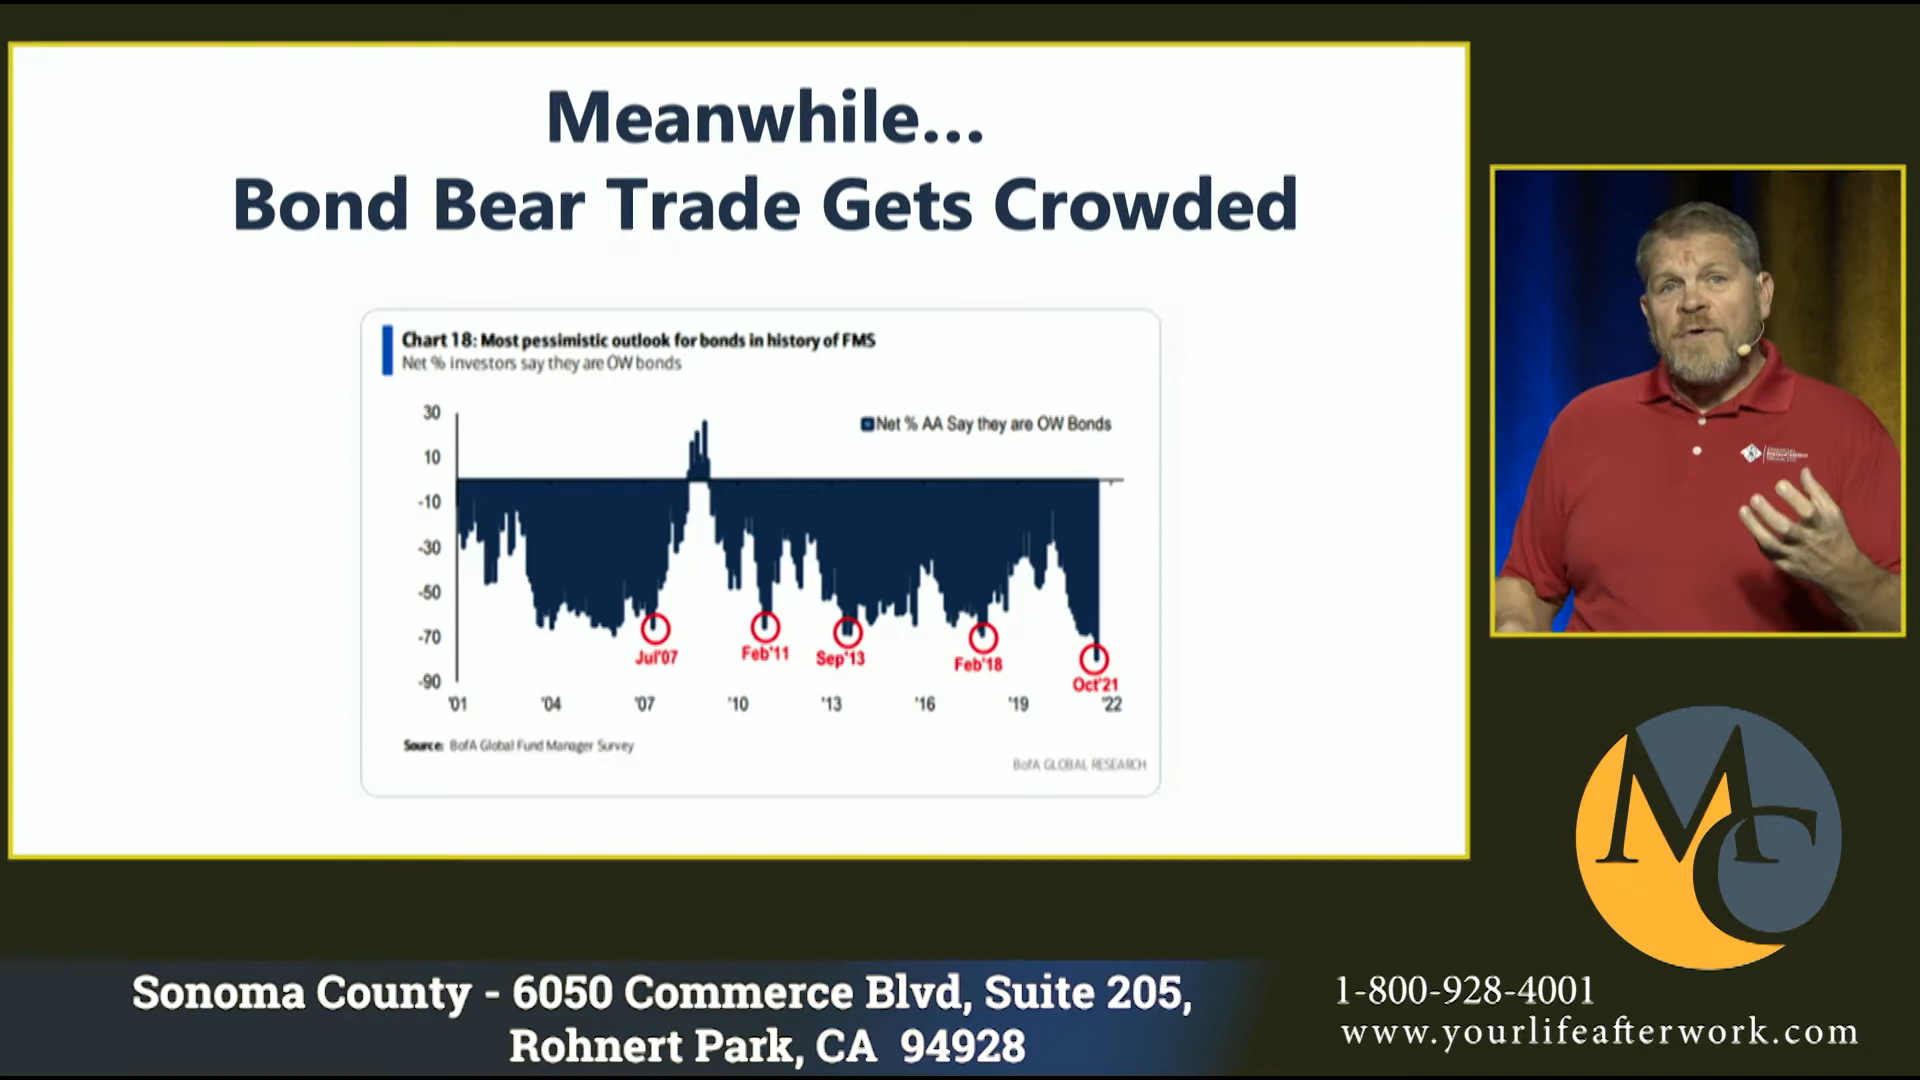 Meanwhile...
Bond Bear Trade Gets Crowded
Chart 18: Most pessimistic outlook for bonds in history of FMS
Net % investors say they are OW bonds
Net % AA Say they are OW Bonds
30
10
-10
-30
-50
-70
-90
Jul'07
Feb'11
Sep'13
Feb'18
Oct'21
'01 '04 '07 '10 '13 '16 '19 '22
Source: BofA Global Fund Manager Survey
BofA GLOBAL RESEARCH
MC
Sonoma County - 6050 Commerce Blvd, Suite 205,
Rohnert Park, CA 94928
1-800-928-4001
www.yourlifeafterwork.com